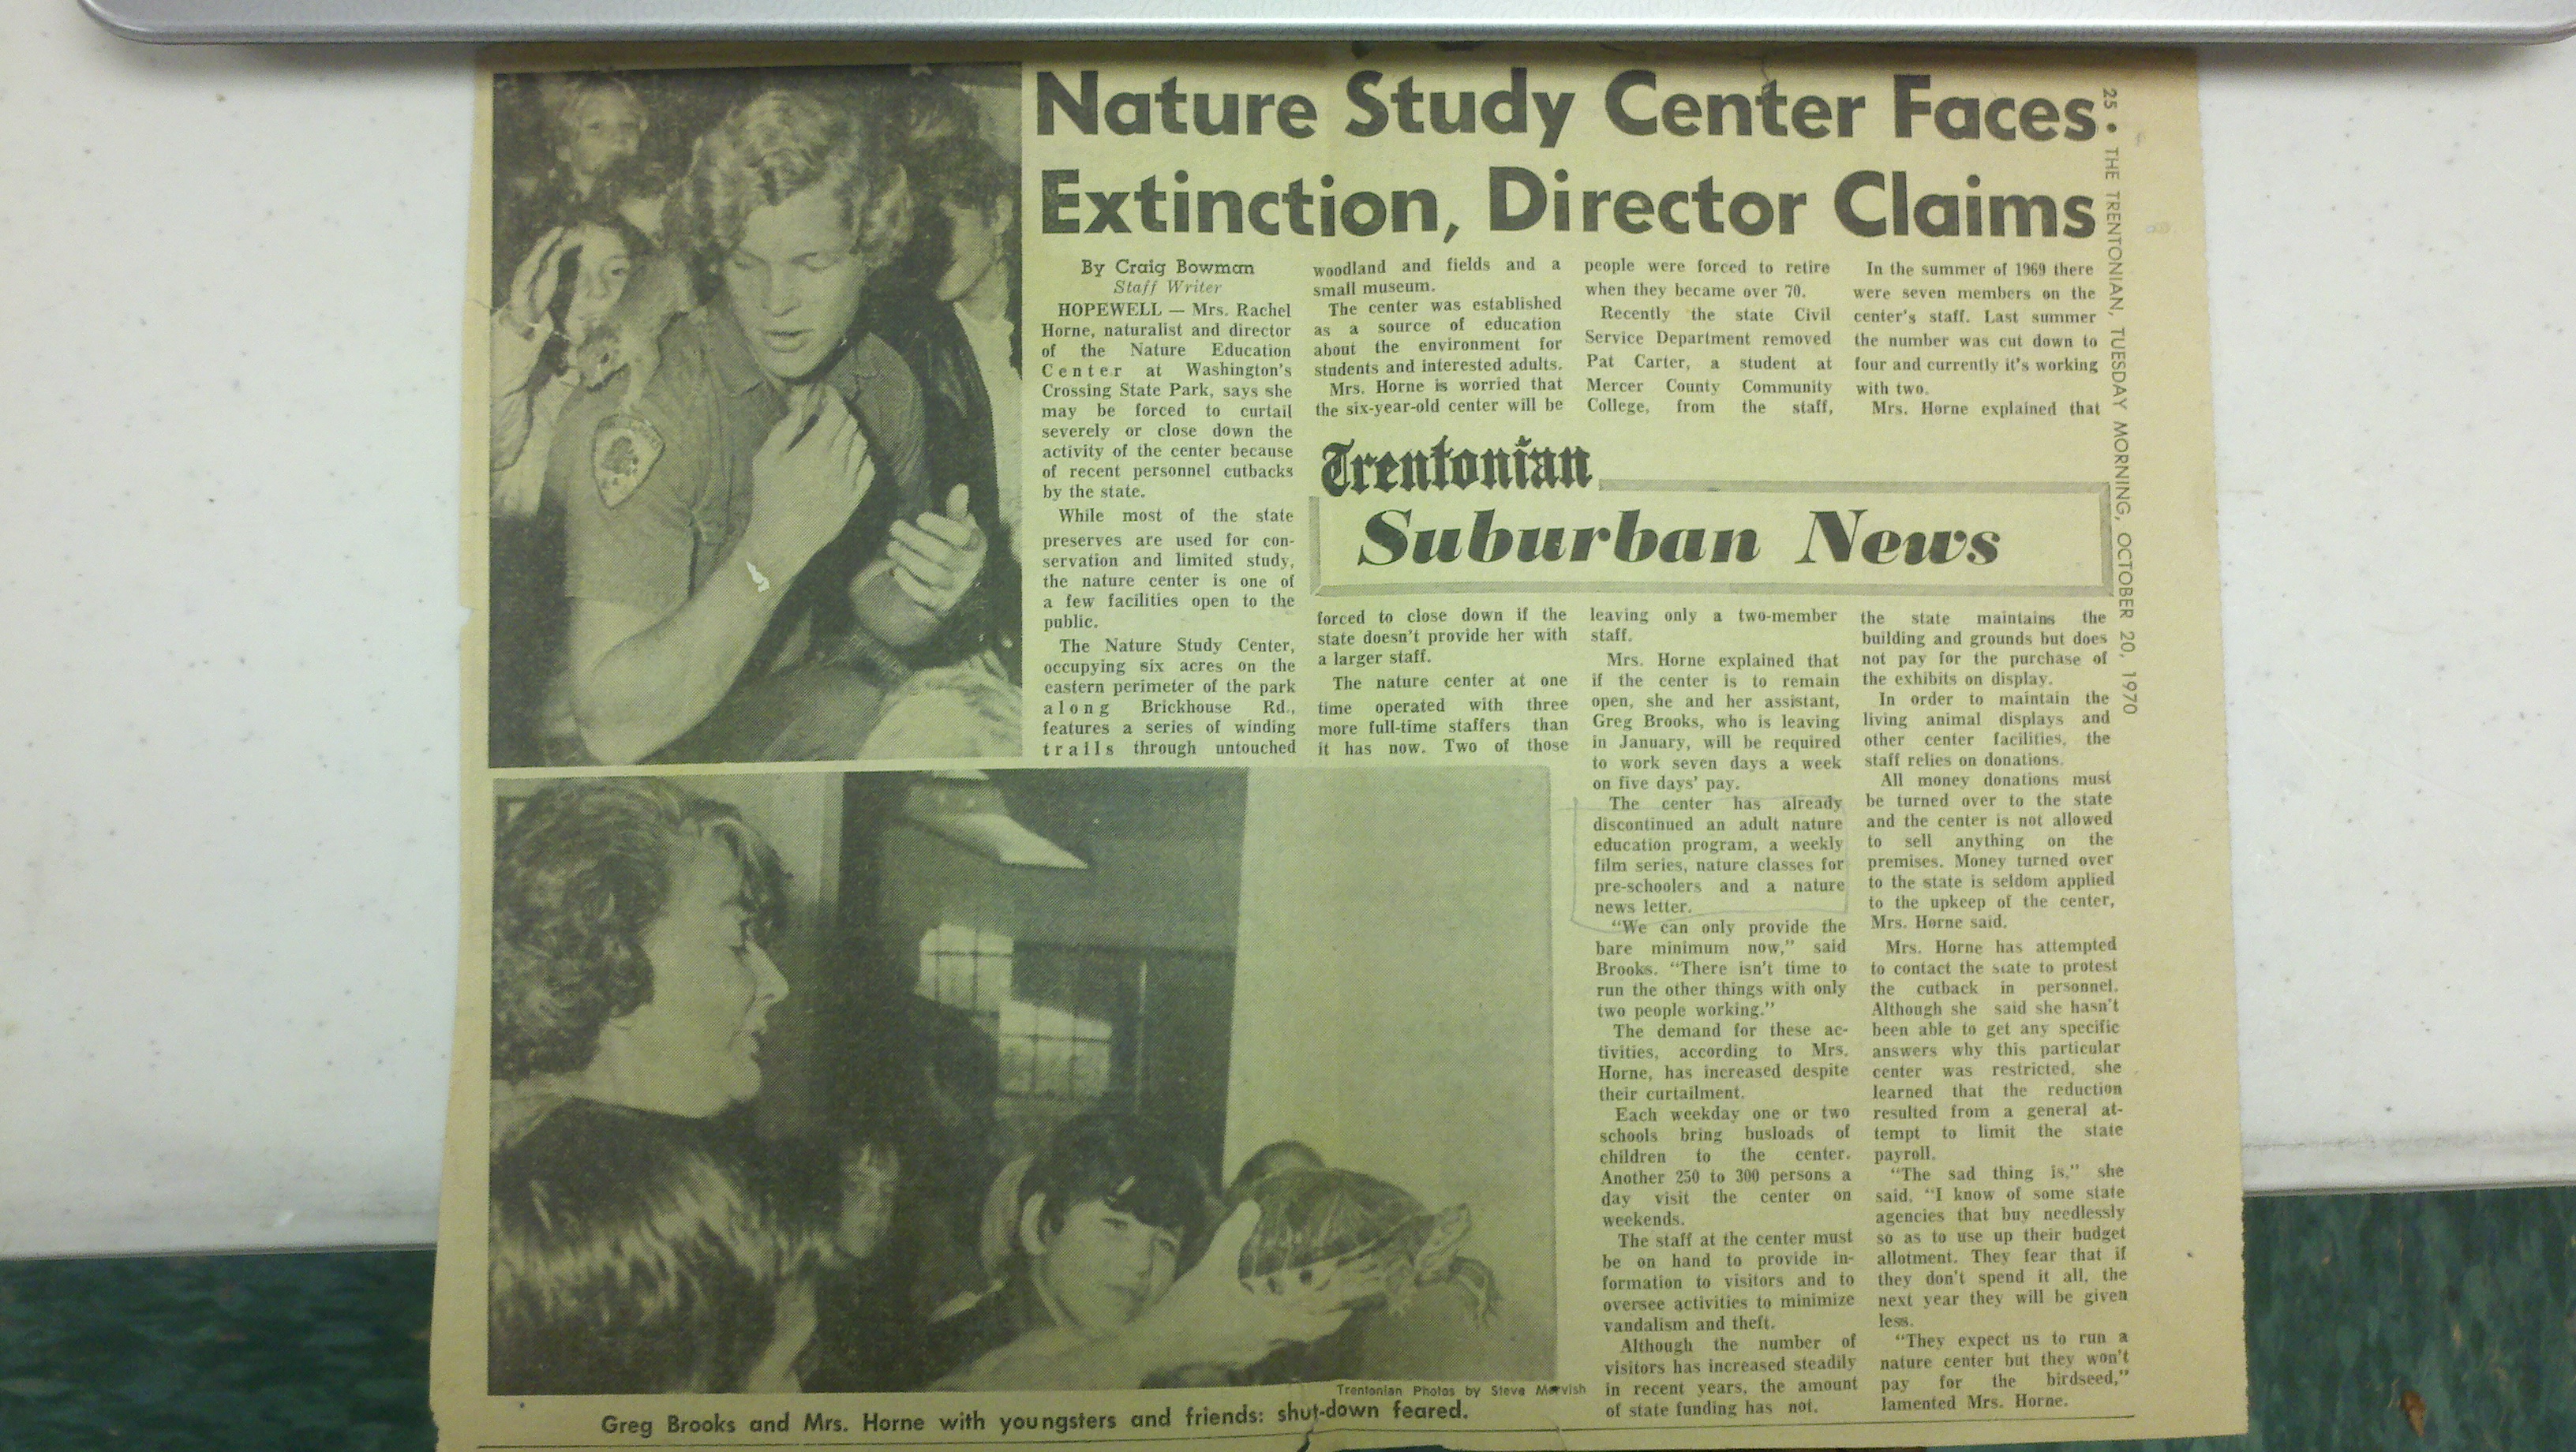 Nature Study Center Faces
Extinction, Director Claims
25 • THE TRENTONIAN, TUESDAY MORNING, OCTOBER 20, 1970
By Craig Bowman
Staff Writer
HOPEWELL — Mrs. Rachel
Horne, naturalist and director
of the Nature Education
Center at Washington's
Crossing State Park, says she
may be forced to curtail
severely or close down the
activity of the center because
of recent personnel cutbacks
by the state.
While most of the state
preserves are used for con-
servation and limited study,
the nature center is one of
a few facilities open to the
public.
The Nature Study Center,
occupying six acres on the
eastern perimeter of the park
along Brickhouse Rd.,
features a series of winding
trails through untouched
woodland and fields and a
small museum.
The center was established
as a source of education
about the environment for
students and interested adults.
Mrs. Horne is worried that
the six-year-old center will be
forced to close down if the
state doesn't provide her with
a larger staff.
The nature center at one
time operated with three
more full-time staffers than
it has now. Two of those
people were forced to retire
when they became over 70.
Recently the state Civil
Service Department removed
Pat Carter, a student at
Mercer County Community
College, from the staff,
leaving only a two-member
staff.
Mrs. Horne explained that
if the center is to remain
open, she and her assistant,
Greg Brooks, who is leaving
in January, will be required
to work seven days a week
on five days' pay.
The center has already
discontinued an adult nature
education program, a weekly
film series, nature classes for
pre-schoolers and a nature
news letter.
"We can only provide the
bare minimum now," said
Brooks. "There isn't time to
run the other things with only
two people working."
The demand for these ac-
tivities, according to Mrs.
Horne, has increased despite
their curtailment.
Each weekday one or two
schools bring busloads of
children to the center.
Another 250 to 300 persons a
day visit the center on
weekends.
The staff at the center must
be on hand to provide in-
formation to visitors and to
oversee activities to minimize
vandalism and theft.
Although the number of
visitors has increased steadily
in recent years, the amount
of state funding has not.
In the summer of 1969 there
were seven members on the
center's staff. Last summer
the number was cut down to
four and currently it's working
with two.
Mrs. Horne explained that
the state maintains the
building and grounds but does
not pay for the purchase of
the exhibits on display.
In order to maintain the
living animal displays and
other center facilities, the
staff relies on donations.
All money donations must
be turned over to the state
and the center is not allowed
to sell anything on the
premises. Money turned over
to the state is seldom applied
to the upkeep of the center,
Mrs. Horne said.
Mrs. Horne has attempted
to contact the state to protest
the cutback in personnel.
Although she said she hasn't
been able to get any specific
answers why this particular
center was restricted, she
learned that the reduction
resulted from a general at-
tempt to limit the state
payroll.
"The sad thing is," she
said, "I know of some state
agencies that buy needlessly
so as to use up their budget
allotment. They fear that if
they don't spend it all, the
next year they will be given
less.
"They expect us to run a
nature center but they won't
pay for the birdseed,"
lamented Mrs. Horne.
Trentonian
Suburban News
Trentonian Photos by Steve
Greg Brooks and Mrs. Horne with youngsters and friends: shut-down feared.